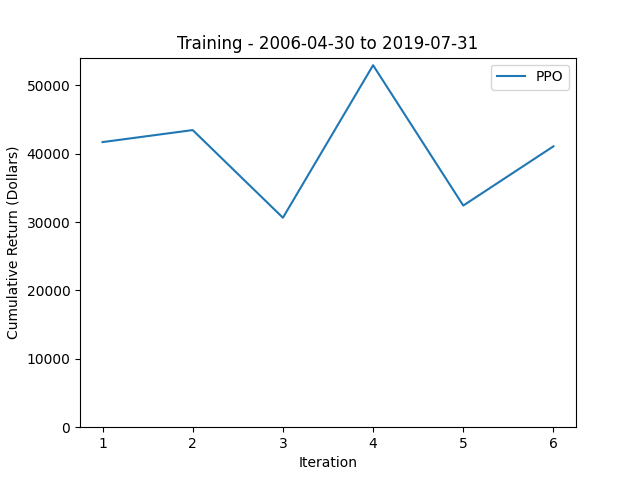 Training - 2006-04-30 to 2019-07-31
PPO
Cumulative Return (Dollars)
50000
40000
30000
20000
10000
0
1 2 3 4 5 6
Iteration